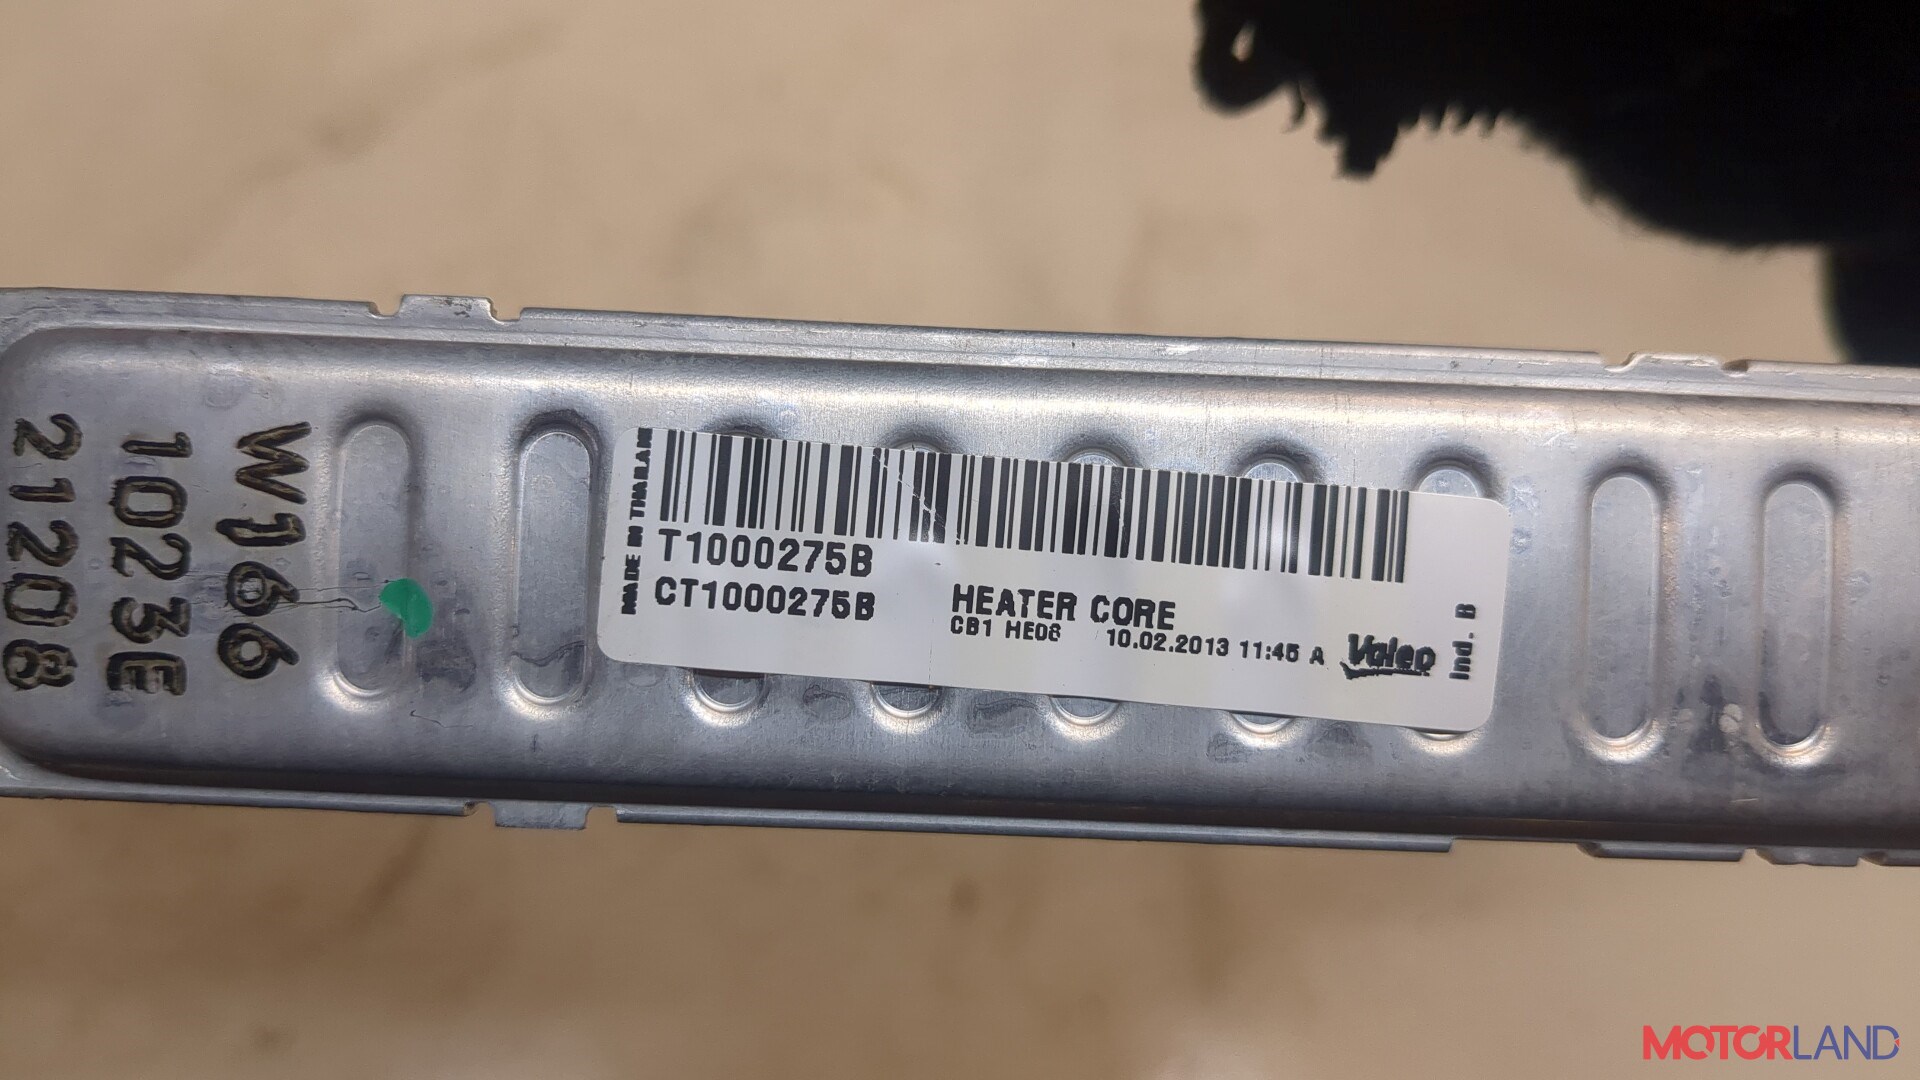 W166
1023E
21208
MADE IN THAILAND
T1000275B
CT1000275B
HEATER CORE
CB1 HE08 10.02.2013 11:45 A
Valeo
Ind. B
MOTORLAND